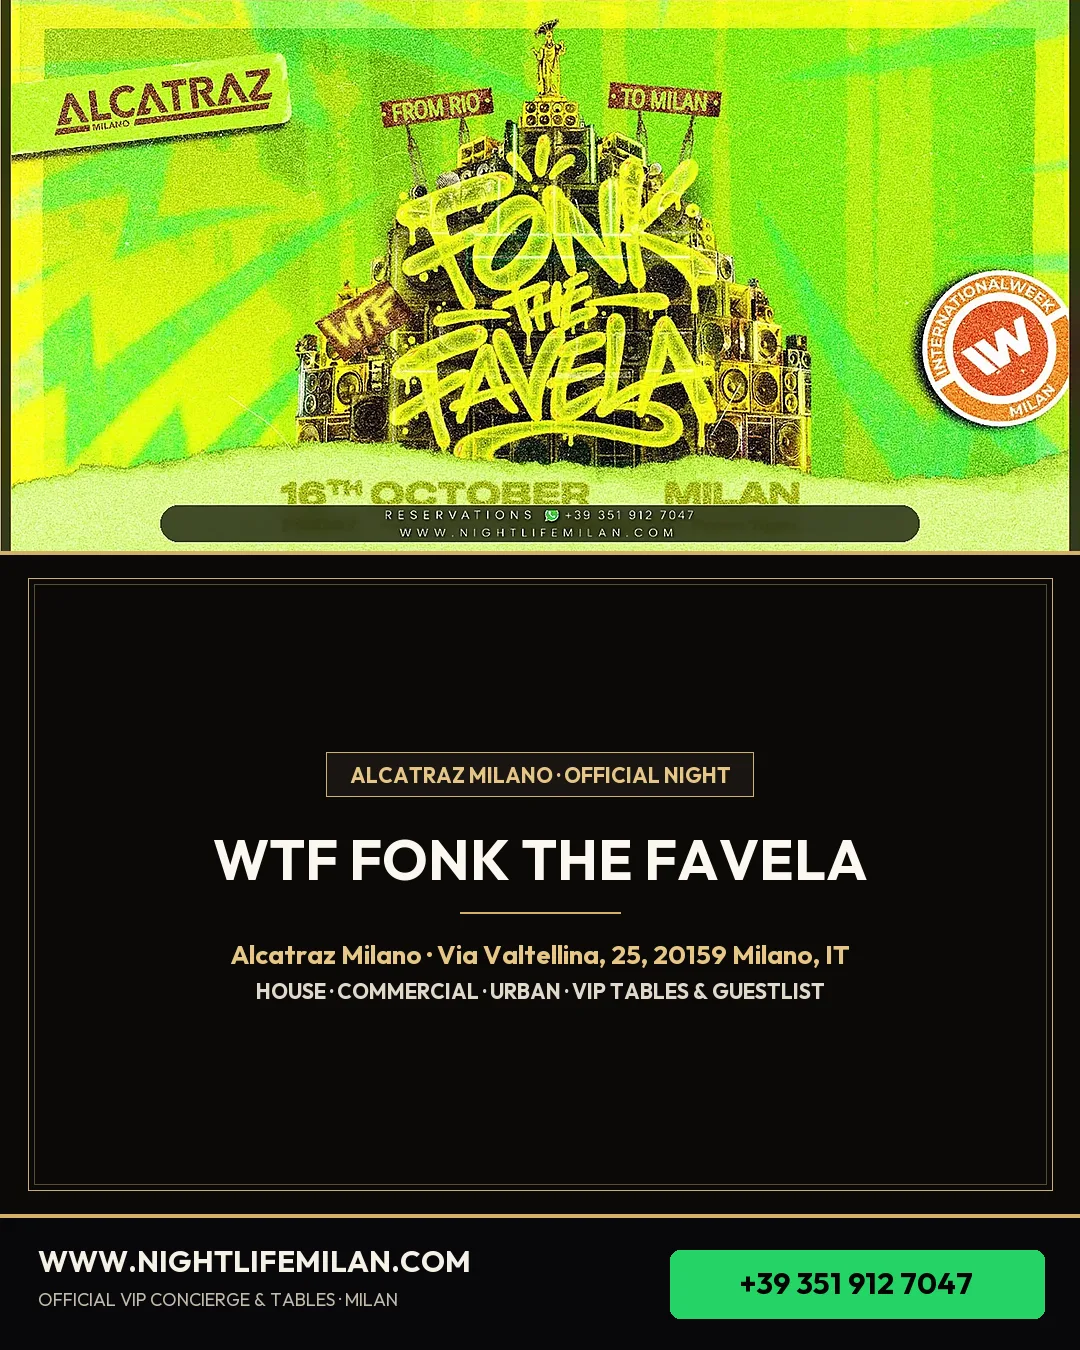 ALCATRAZ
MILANO
FROM RIO
TO MILAN
FONK
THE
FAVELA
WTF
INTERNATIONALWEEK
W
MILAN
16TH OCTOBER MILAN
RESERVATIONS +39 351 912 7047
WWW.NIGHTLIFEMILAN.COM
ALCATRAZ MILANO · OFFICIAL NIGHT
WTF FONK THE FAVELA
Alcatraz Milano · Via Valtellina, 25, 20159 Milano, IT
HOUSE · COMMERCIAL · URBAN · VIP TABLES & GUESTLIST
WWW.NIGHTLIFEMILAN.COM
OFFICIAL VIP CONCIERGE & TABLES · MILAN
+39 351 912 7047